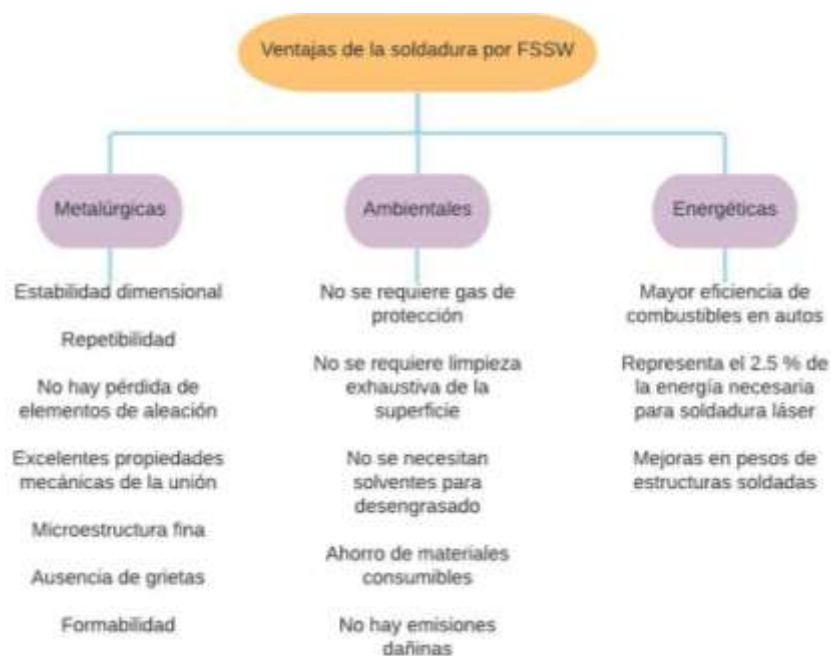 Ventajas de la soldadura por FSSW
Metalúrgicas
Estabilidad dimensional
Repetibilidad
No hay pérdida de
elementos de aleación
Excelentes propiedades
mecánicas de la unión
Microestructura fina
Ausencia de grietas
Formabilidad
Ambientales
No se requiere gas de
protección
No se requiere limpieza
exhaustiva de la
superficie
No se necesitan
solventes para
desengrasado
Ahorro de materiales
consumibles
No hay emisiones
dañinas
Energéticas
Mayor eficiencia de
combustibles en autos
Representa el 2.5 % de
la energía necesaria
para soldadura láser
Mejoras en pesos de
estructuras soldadas